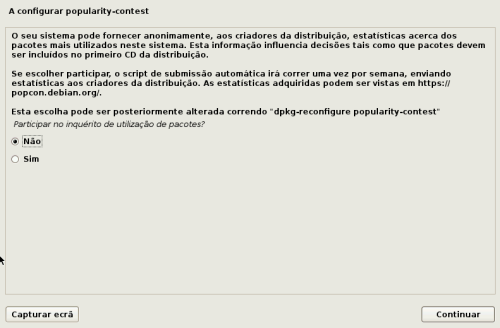 A configurar popularity-contest
O seu sistema pode fornecer anonimamente, aos criadores da distribuição, estatísticas acerca dos
pacotes mais utilizados neste sistema. Esta informação influencia decisões tais como que pacotes devem
ser incluídos no primeiro CD da distribuição.
Se escolher participar, o script de submissão automática irá correr uma vez por semana, enviando
estatísticas aos criadores da distribuição. As estatísticas adquiridas podem ser vistas em https://
popcon.debian.org/.
Esta escolha pode ser posteriormente alterada correndo "dpkg-reconfigure popularity-contest"
Participar no inquérito de utilização de pacotes?
Não
Sim
Capturar ecrã
Continuar